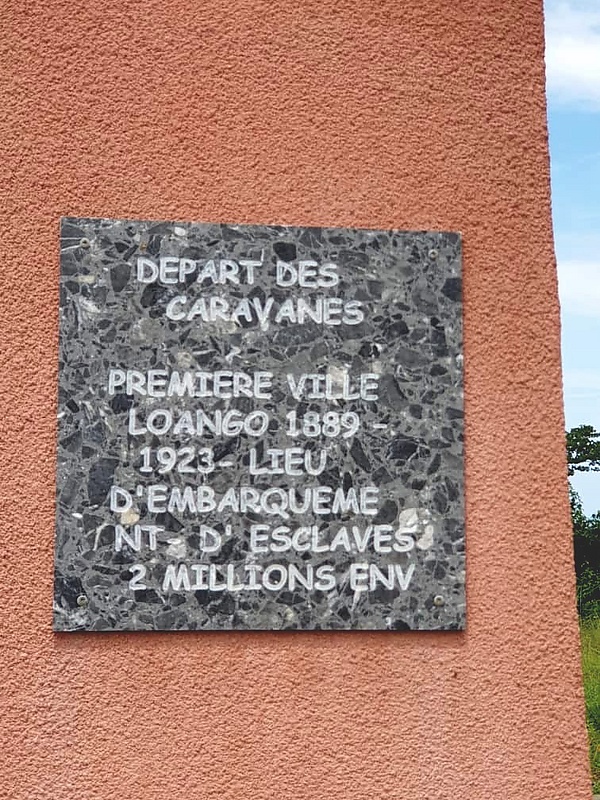 DEPART DES
CARAVANES
PREMIERE VILLE
LOANGO 1889 -
1923- LIEU
D'EMBARQUEME
NT- D' ESCLAVES
2 MILLIONS ENV